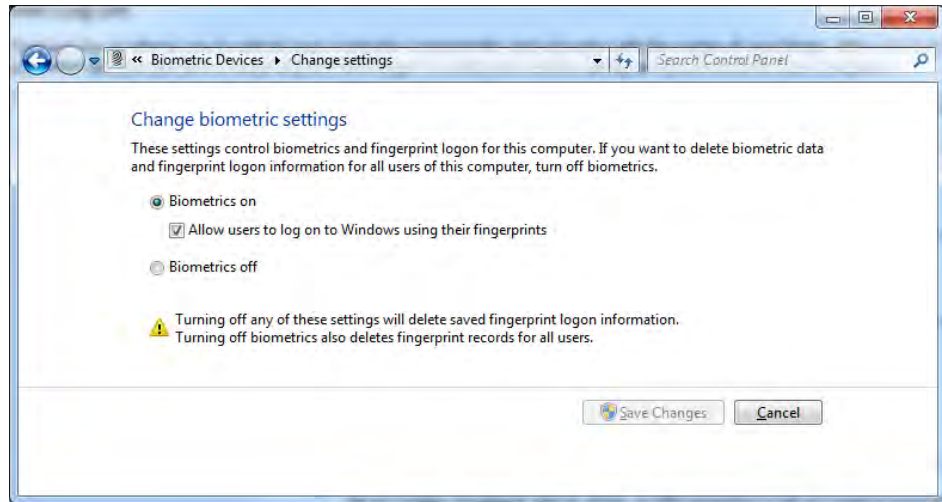 « Biometric Devices ▸ Change settings
Search Control Panel
Change biometric settings
These settings control biometrics and fingerprint logon for this computer. If you want to delete biometric data
and fingerprint logon information for all users of this computer, turn off biometrics.
Biometrics on
Allow users to log on to Windows using their fingerprints
Biometrics off
Turning off any of these settings will delete saved fingerprint logon information.
Turning off biometrics also deletes fingerprint records for all users.
Save Changes
Cancel